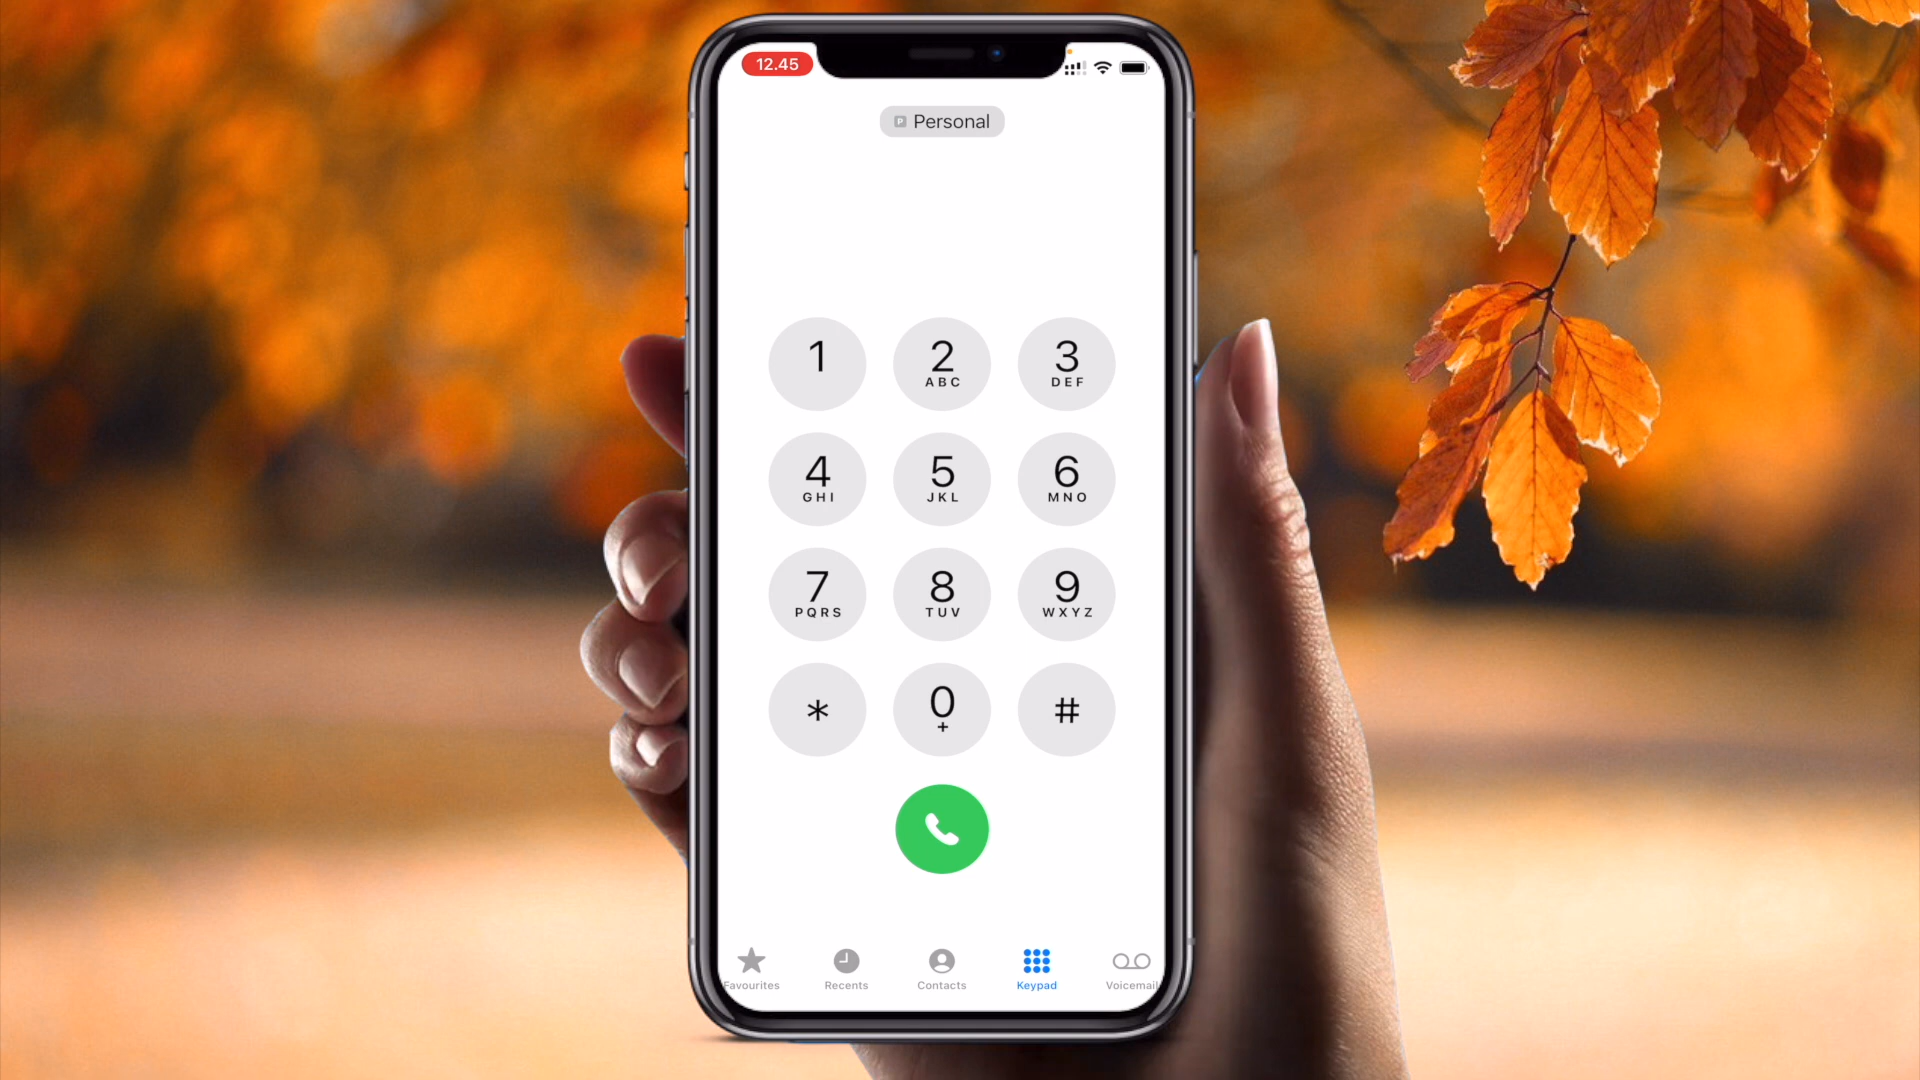 12.45
P Personal
1 2 3
ABC DEF
4 5 6
GHI JKL MNO
7 8 9
PQRS TUV WXYZ
* 0 #
+
Favourites Recents Contacts Keypad Voicemail